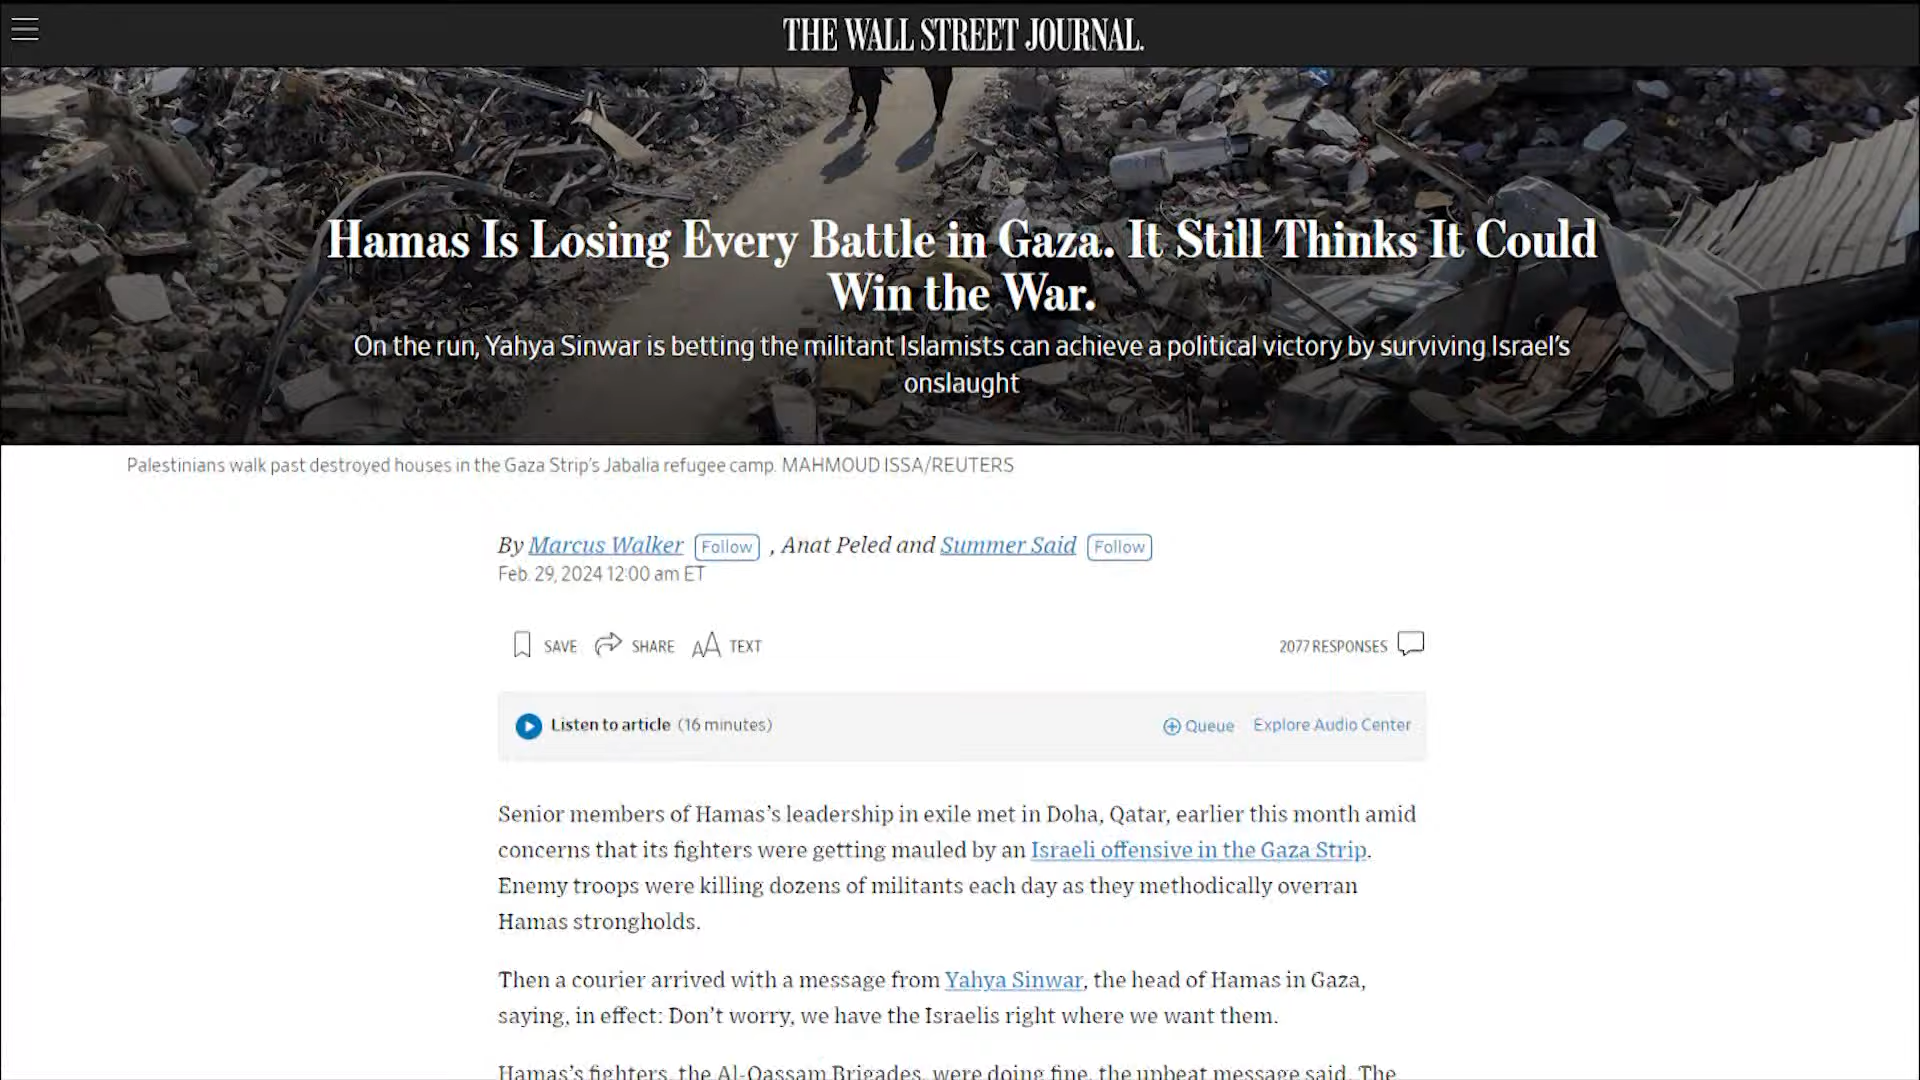 THE WALL STREET JOURNAL.
Hamas Is Losing Every Battle in Gaza. It Still Thinks It Could
Win the War.
On the run, Yahya Sinwar is betting the militant Islamists can achieve a political victory by surviving Israel's
onslaught
Palestinians walk past destroyed houses in the Gaza Strip's Jabalia refugee camp. MAHMOUD ISSA/REUTERS
By Marcus Walker Follow , Anat Peled and Summer Said Follow
Feb. 29, 2024 12:00 am ET
SAVE SHARE AA TEXT 2077 RESPONSES
Listen to article (16 minutes) Queue Explore Audio Center
Senior members of Hamas's leadership in exile met in Doha, Qatar, earlier this month amid
concerns that its fighters were getting mauled by an Israeli offensive in the Gaza Strip.
Enemy troops were killing dozens of militants each day as they methodically overran
Hamas strongholds.
Then a courier arrived with a message from Yahya Sinwar, the head of Hamas in Gaza,
saying, in effect: Don't worry, we have the Israelis right where we want them.
Hamas's fighters, the Al-Qassam Brigades, were doing fine, the upbeat message said. The